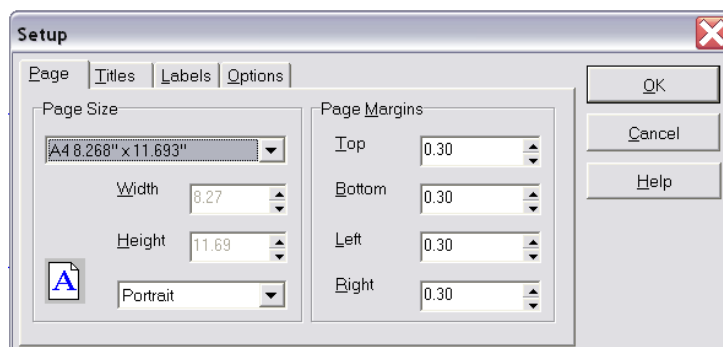 Setup
Page Titles Labels Options
Page Size
A4 8.268" x 11.693"
Width 8.27
Height 11.69
A
Portrait
Page Margins
Top 0.30
Bottom 0.30
Left 0.30
Right 0.30
OK
Cancel
Help